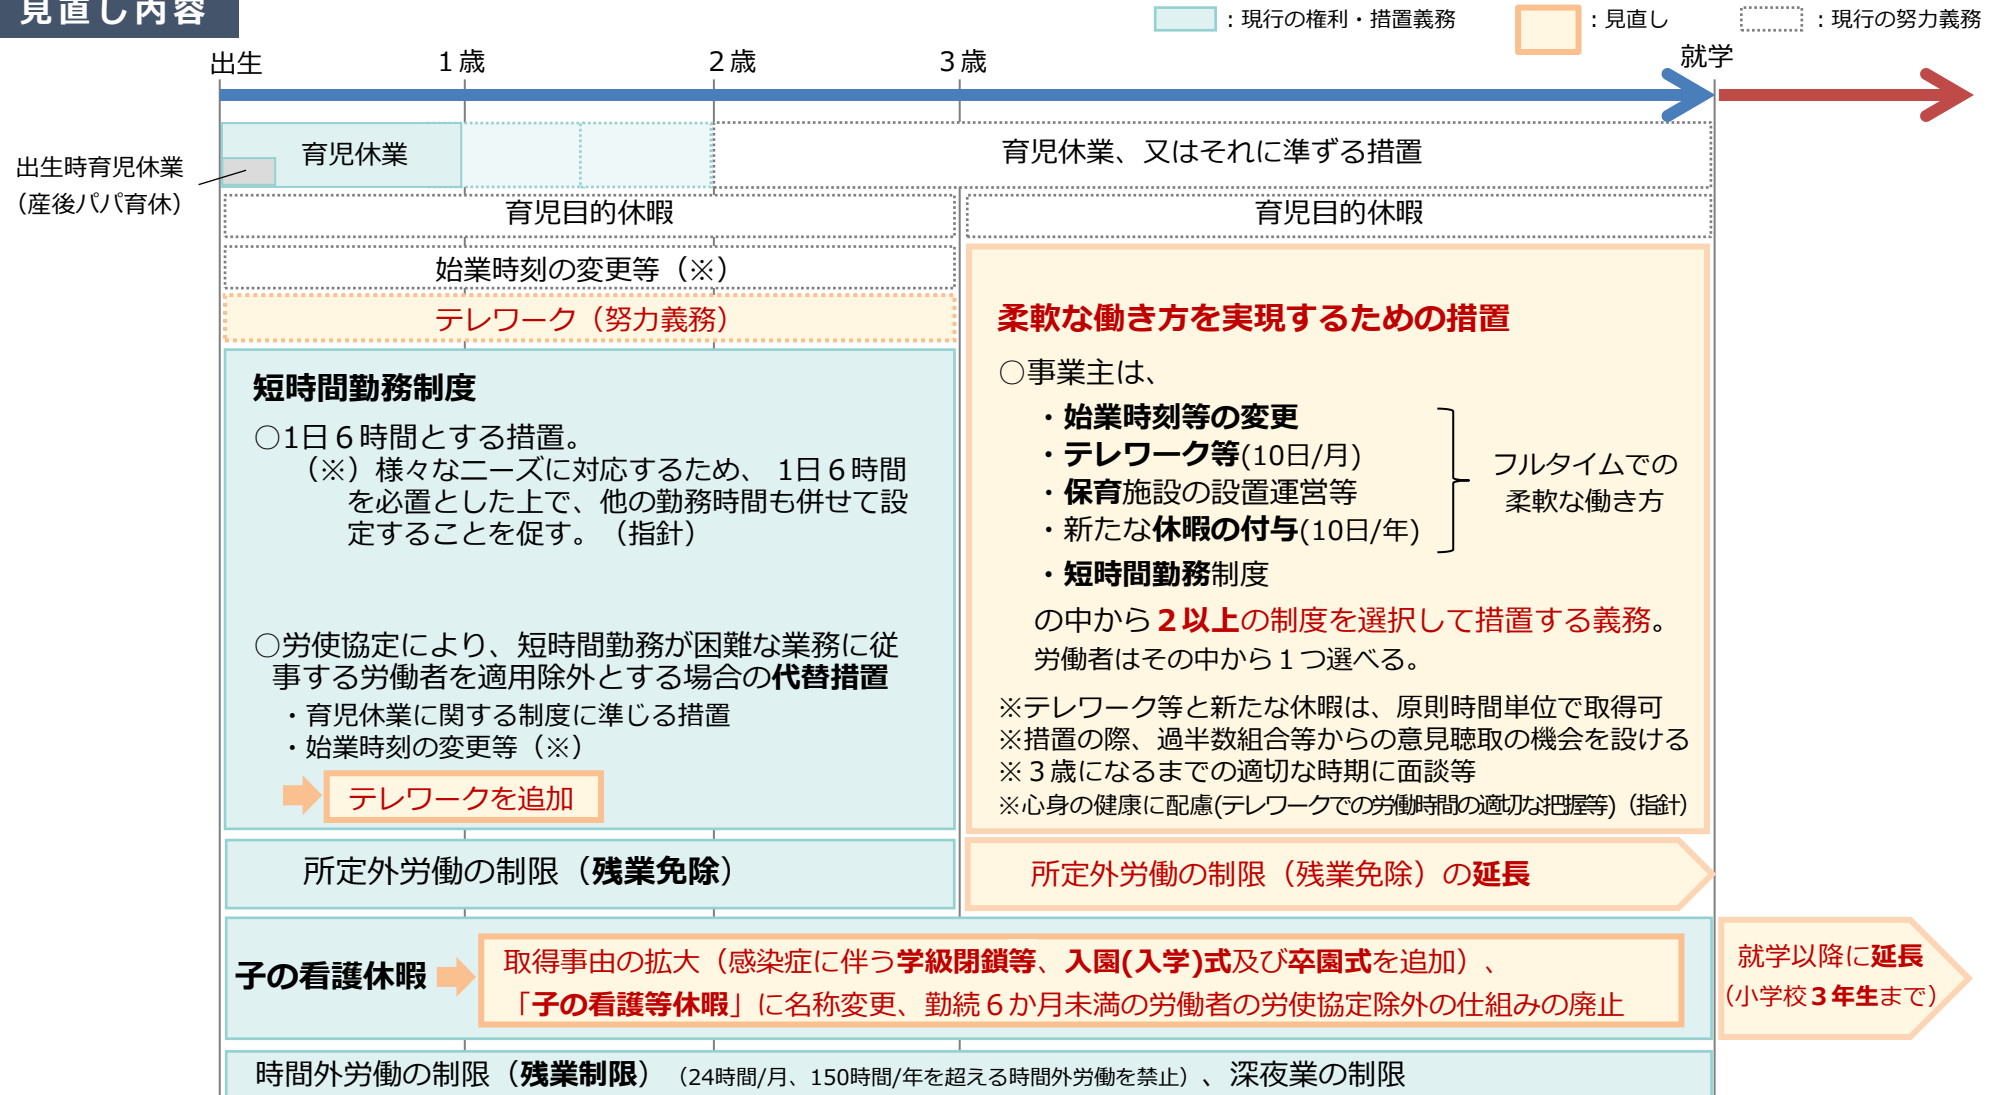 見直し内容
：現行の権利・措置義務
：見直し
：現行の努力義務
出生
１歳
２歳
３歳
就学
出生時育児休業
（産後パパ育休）
育児休業
育児休業、又はそれに準ずる措置
育児目的休暇
育児目的休暇
始業時刻の変更等（※）
テレワーク（努力義務）
短時間勤務制度
○1日６時間とする措置。
（※）様々なニーズに対応するため、 1日６時間
を必置とした上で、他の勤務時間も併せて設
定することを促す。（指針）
○労使協定により、短時間勤務が困難な業務に従
事する労働者を適用除外とする場合の代替措置
・育児休業に関する制度に準じる措置
・始業時刻の変更等（※）
テレワークを追加
柔軟な働き方を実現するための措置
○事業主は、
・始業時刻等の変更
・テレワーク等(10日/月)
・保育施設の設置運営等
・新たな休暇の付与(10日/年)
・短時間勤務制度
フルタイムでの
柔軟な働き方
の中から２以上の制度を選択して措置する義務。
労働者はその中から１つ選べる。
※テレワーク等と新たな休暇は、原則時間単位で取得可
※措置の際、過半数組合等からの意見聴取の機会を設ける
※３歳になるまでの適切な時期に面談等
※心身の健康に配慮(テレワークでの労働時間の適切な把握等)（指針）
所定外労働の制限（残業免除）
所定外労働の制限（残業免除）の延長
子の看護休暇
取得事由の拡大（感染症に伴う学級閉鎖等、入園(入学)式及び卒園式を追加）、
「子の看護等休暇」に名称変更、勤続６か月未満の労働者の労使協定除外の仕組みの廃止
就学以降に延長
（小学校３年生まで）
時間外労働の制限（残業制限）（24時間/月、150時間/年を超える時間外労働を禁止）、深夜業の制限